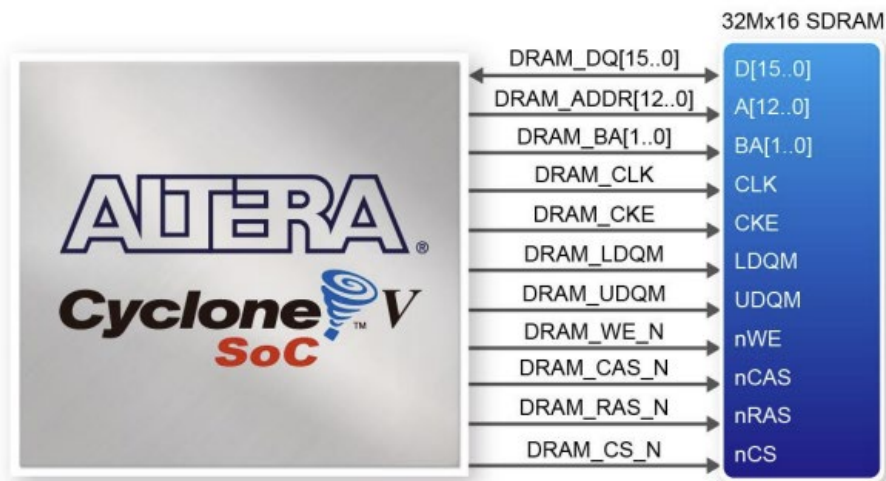 32Mx16 SDRAM
ALTERA®
Cyclone™ V
SoC
DRAM_DQ[15..0]
D[15..0]
DRAM_ADDR[12..0]
A[12..0]
DRAM_BA[1..0]
BA[1..0]
DRAM_CLK
CLK
DRAM_CKE
CKE
DRAM_LDQM
LDQM
DRAM_UDQM
UDQM
DRAM_WE_N
nWE
DRAM_CAS_N
nCAS
DRAM_RAS_N
nRAS
DRAM_CS_N
nCS